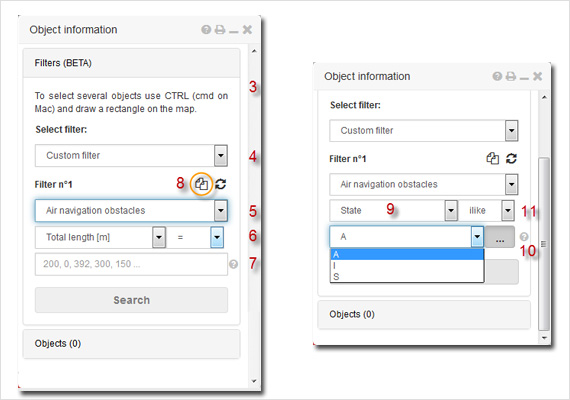 Object information
Filters (BETA)
3
To select several objects use CTRL (cmd on
Mac) and draw a rectangle on the map.
Select filter:
Custom filter
4
Filter n°1
8
Air navigation obstacles
5
Total length [m]
=
6
200, 0, 392, 300, 150 ...
7
Search
Objects (0)
Object information
Select filter:
Custom filter
Filter n°1
Air navigation obstacles
State
9
ilike
11
A
...
10
A
I
S
Objects (0)